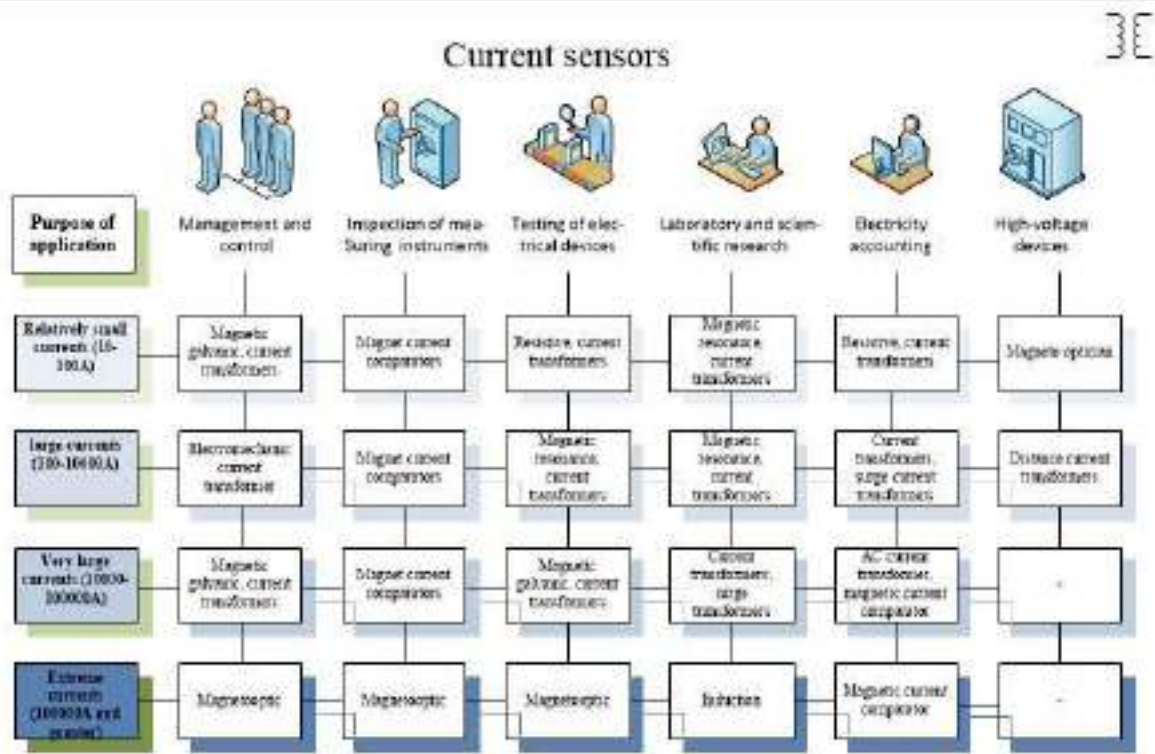 Current sensors
Purpose of
application
Management and
control
Inspection of mea-
Suring instruments
Testing of elec-
trical devices
Laboratory and scien-
tific research
Electricity
accounting
High-voltage
devices
Relatively small
currents (10-
100A)
Magnetic
galvanic, current
transformers
Magnet current
comparators
Resistive, current
transformers
Magnetic
resonance,
current
transformers
Resistive, current
transformers
Magneto optician
large currents
(100-10000A)
Electromechanic
current
transformer
Magnet current
comparators
Magnetic
resonance,
current
transformers
Magnetic
resonance,
current
transformers
Current
transformers,
surge current
transformers
Distance current
transformers
Very large
currents (10000-
100000A)
Magnetic
galvanic, current
transformers
Magnet current
comparators
Magnetic
galvanic, current
transformers
Current
transformers,
surge
transformers
AC current
transformer,
magnetic current
comparator
-
Extreme
currents
(100000A and
greater)
Magnetooptic
Magnetooptic
Magnetooptic
Induction
Magnetic current
comparator
-